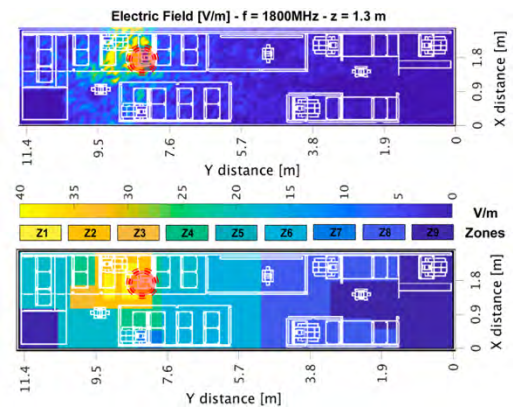 Electric Field [V/m] - f = 1800MHz - z = 1.3 m
1.8
0.9
0
X distance [m]
11.4 9.5 7.6 5.7 3.8 1.9 0
Y distance [m]
40 35 30 25 20 15 10 5 0
V/m
Z1 Z2 Z3 Z4 Z5 Z6 Z7 Z8 Z9 Zones
1.8
0.9
0
X distance [m]
11.4 9.5 7.6 5.7 3.8 1.9 0
Y distance [m]